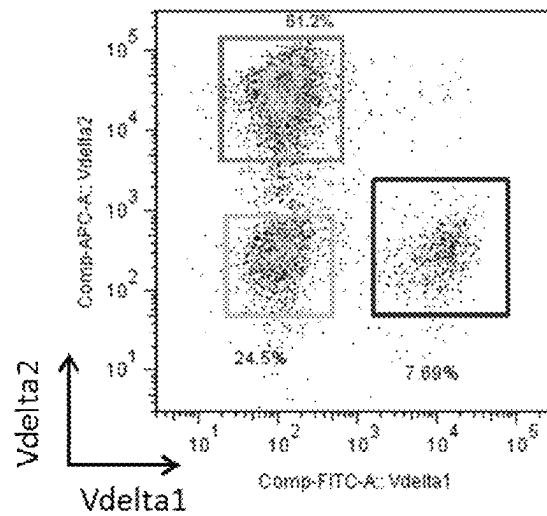 61.2%
10^5
10^4
10^3
10^2
10^1
Comp-APC-A:: Vdelta2
24.5%
7.69%
10^1 10^2 10^3 10^4 10^5
Comp-FITC-A:: Vdelta1
Vdelta2
Vdelta1